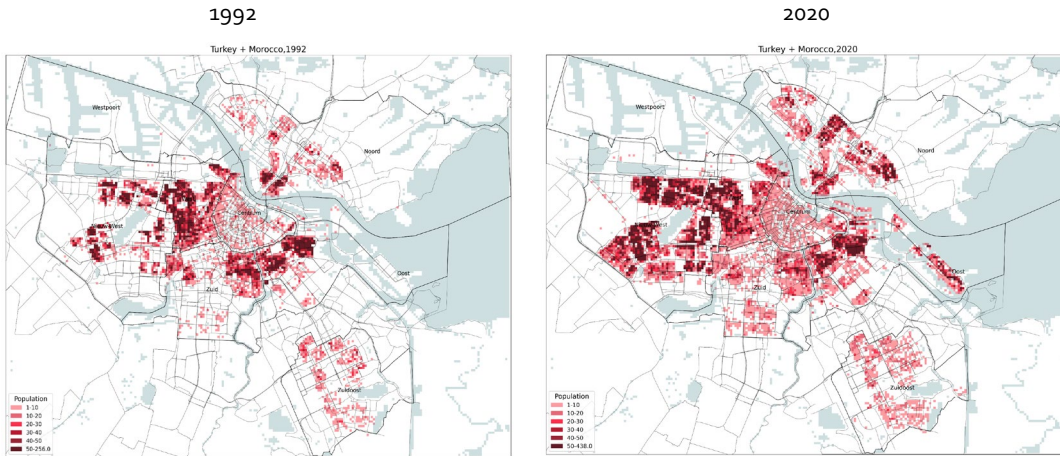 1992
2020
Turkey + Morocco,1992
Westpoort
Noord
Centrum
Nieuw-West
Oost
Zuid
Zuidoost
Population
1-10
10-20
20-30
30-40
40-50
50-256.0
Turkey + Morocco,2020
Westpoort
Noord
Centrum
West
Oost
Zuid
Zuidoost
Population
1-10
10-20
20-30
30-40
40-50
50-438.0